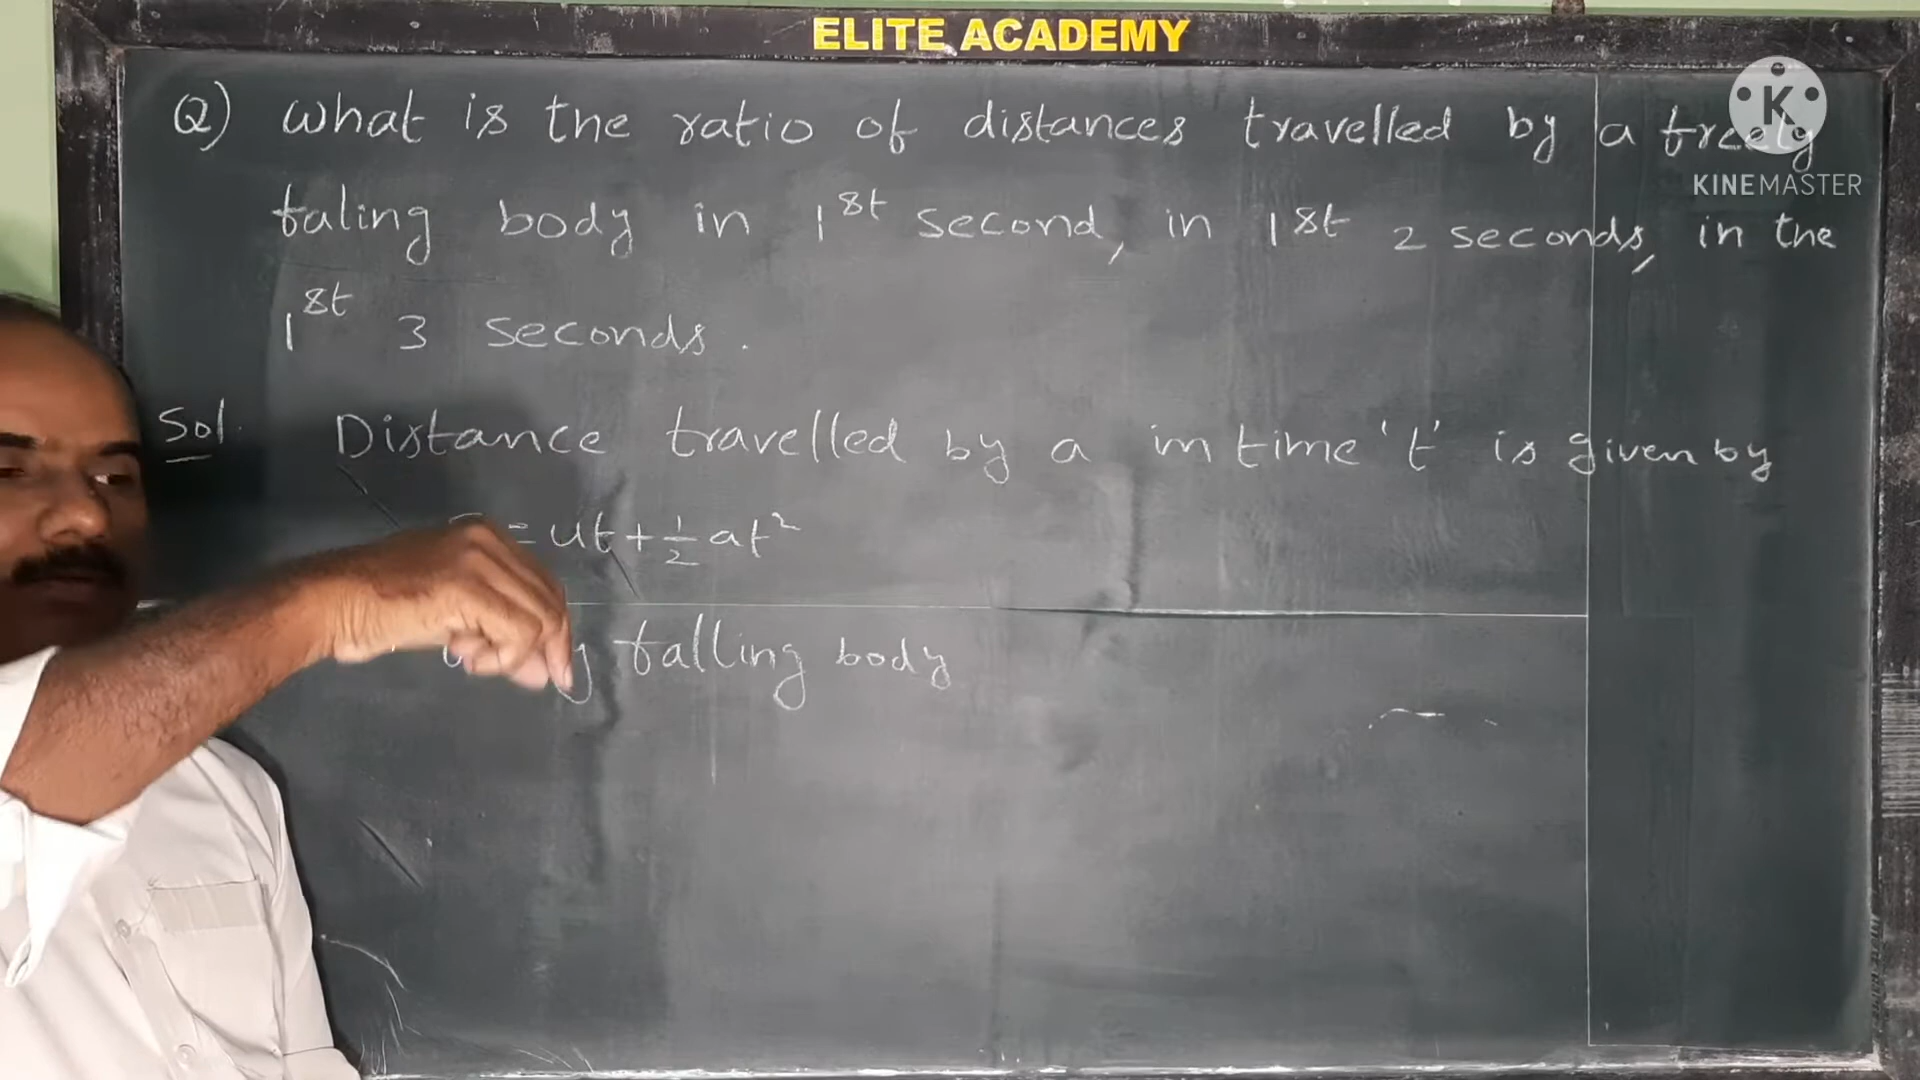 ELITE ACADEMY
K
KINEMASTER
Q) What is the ratio of distances travelled by a freely
faling body in 1st second, in 1st 2 seconds, in the
1st 3 seconds.
Sol. Distance travelled by a in time 't' is given by
= ut + 1/2 at²
falling body